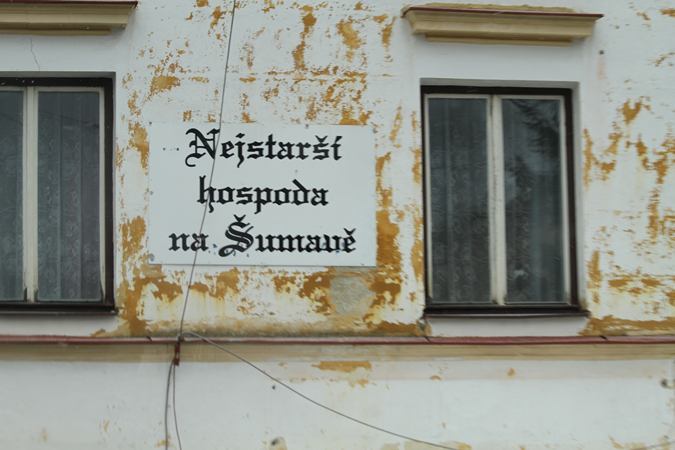 Nejstarší
hospoda
na Šumavě